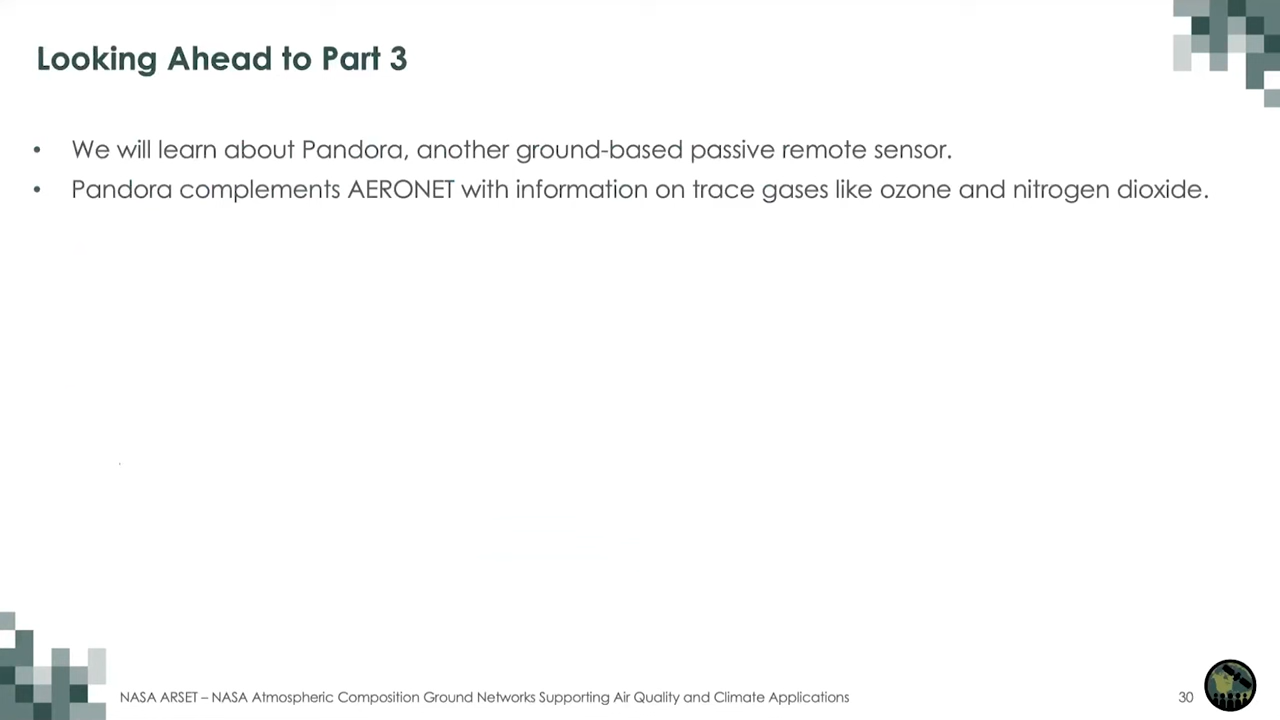 Looking Ahead to Part 3
• We will learn about Pandora, another ground-based passive remote sensor.
• Pandora complements AERONET with information on trace gases like ozone and nitrogen dioxide.
NASA ARSET – NASA Atmospheric Composition Ground Networks Supporting Air Quality and Climate Applications
30